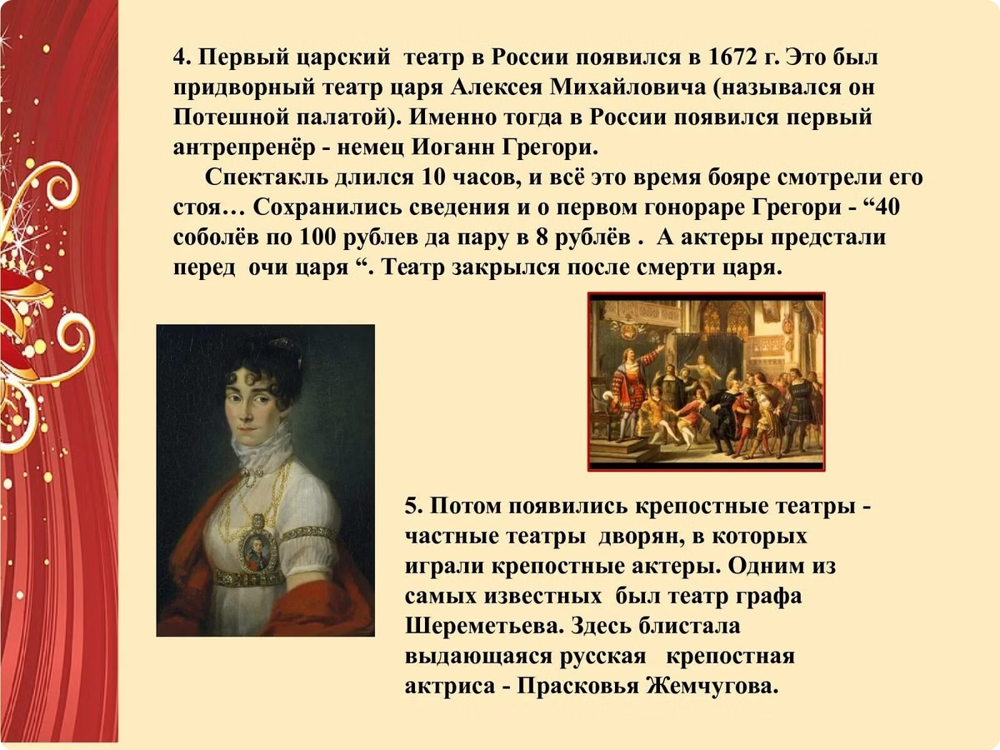 4. Первый царский театр в России появился в 1672 г. Это был
придворный театр царя Алексея Михайловича (назывался он
Потешной палатой). Именно тогда в России появился первый
антрепренёр - немец Иоганн Грегори.
Спектакль длился 10 часов, и всё это время бояре смотрели его
стоя… Сохранились сведения и о первом гонораре Грегори - “40
соболёв по 100 рублев да пару в 8 рублёв . А актеры предстали
перед очи царя “. Театр закрылся после смерти царя.
5. Потом появились крепостные театры -
частные театры дворян, в которых
играли крепостные актеры. Одним из
самых известных был театр графа
Шереметьева. Здесь блистала
выдающаяся русская крепостная
актриса - Прасковья Жемчугова.